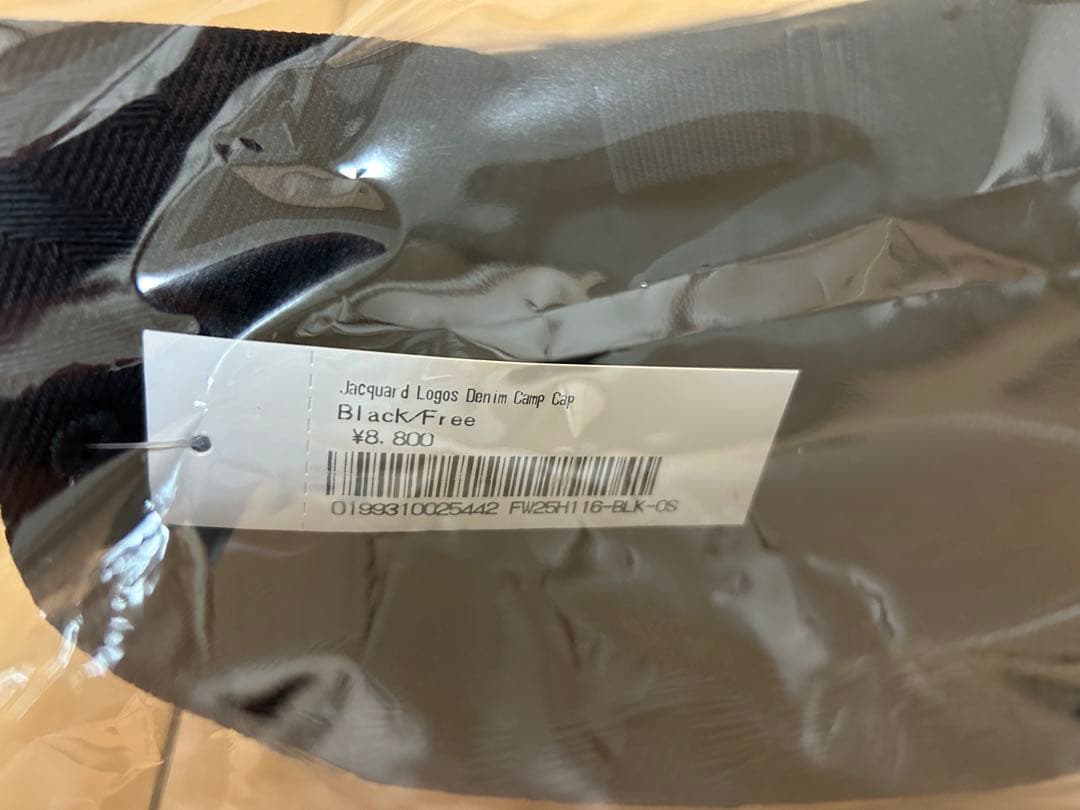 Jacquard Logos Denim Camp Cap
Black/Free
¥8,800
0199310025442 FW25H116-BLK-OS